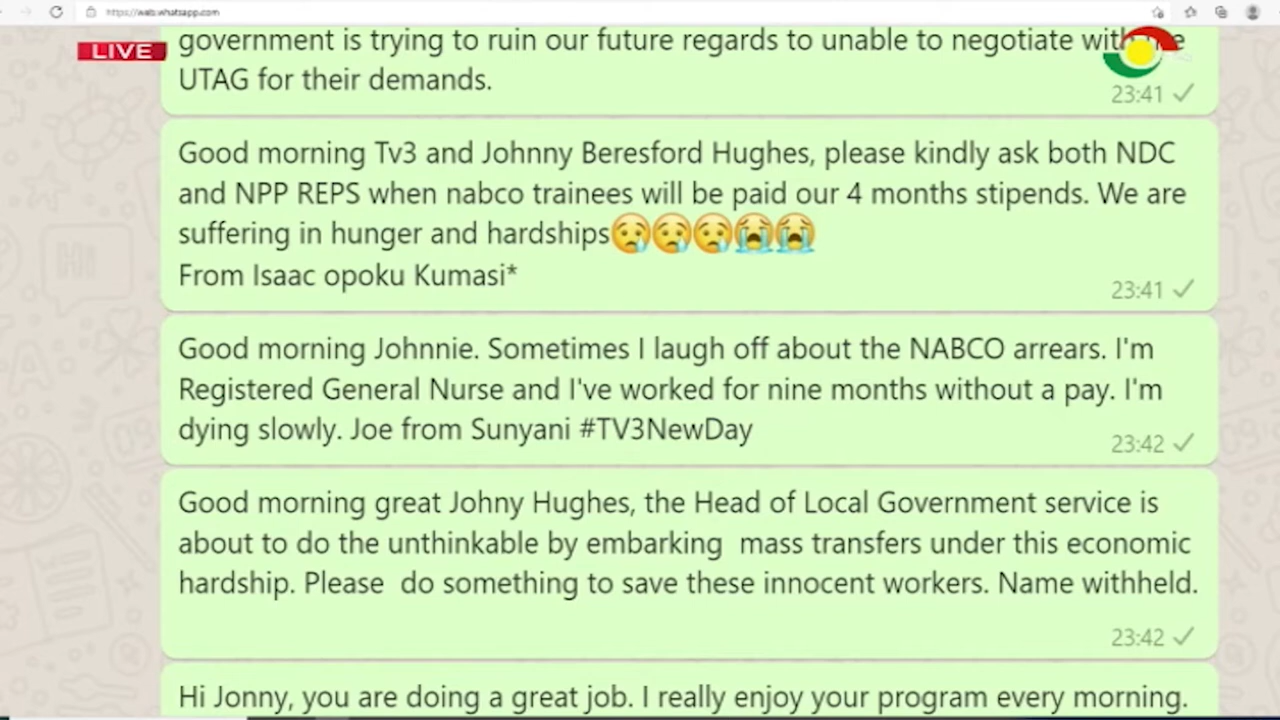 https://web.whatsapp.com
LIVE
government is trying to ruin our future regards to unable to negotiate with
UTAG for their demands.
23:41
Good morning Tv3 and Johnny Beresford Hughes, please kindly ask both NDC
and NPP REPS when nabco trainees will be paid our 4 months stipends. We are
suffering in hunger and hardships😢😢😢😭😭
From Isaac opoku Kumasi*
23:41
Good morning Johnnie. Sometimes I laugh off about the NABCO arrears. I'm
Registered General Nurse and I've worked for nine months without a pay. I'm
dying slowly. Joe from Sunyani #TV3NewDay
23:42
Good morning great Johny Hughes, the Head of Local Government service is
about to do the unthinkable by embarking  mass transfers under this economic
hardship. Please  do something to save these innocent workers. Name withheld.
23:42
Hi Jonny, you are doing a great job. I really enjoy your program every morning.